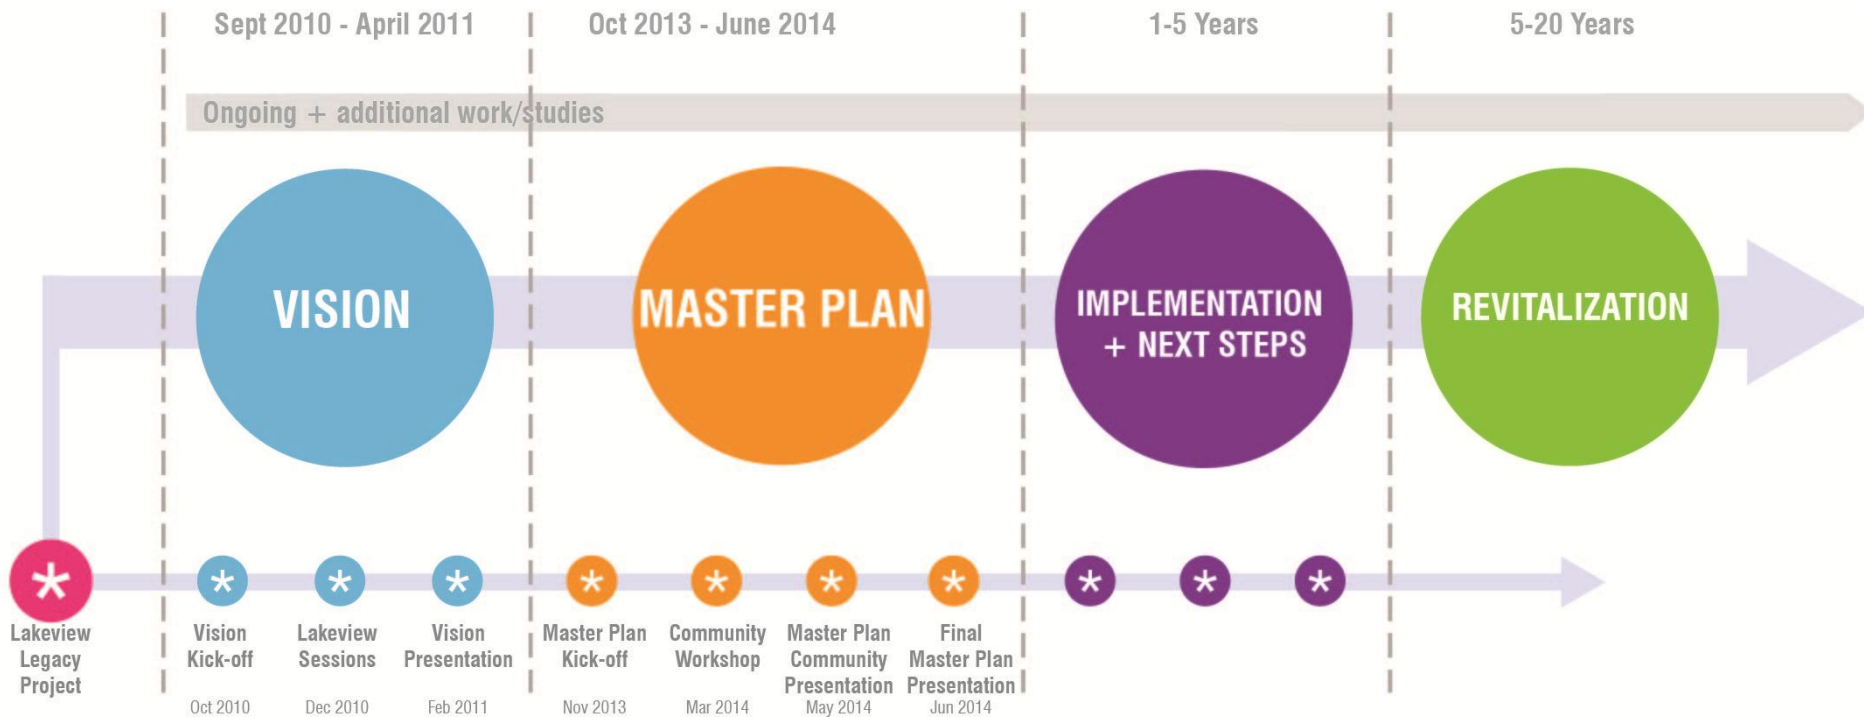 Sept 2010 - April 2011
Oct 2013 - June 2014
1-5 Years
5-20 Years
Ongoing + additional work/studies
VISION
MASTER PLAN
IMPLEMENTATION
+ NEXT STEPS
REVITALIZATION
Lakeview
Legacy
Project
Vision
Kick-off
Oct 2010
Lakeview
Sessions
Dec 2010
Vision
Presentation
Feb 2011
Master Plan
Kick-off
Nov 2013
Community
Workshop
Mar 2014
Master Plan
Community
Presentation
May 2014
Final
Master Plan
Presentation
Jun 2014